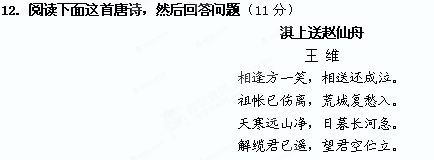 12. 阅读下面这首唐诗，然后回答问题（11 分）
淇上送赵仙舟
王 维
相逢方一笑，相送还成泣。
祖帐已伤离，荒城复愁入。
天寒远山净，日暮长河急。
解缆君已遥，望君空伫立。